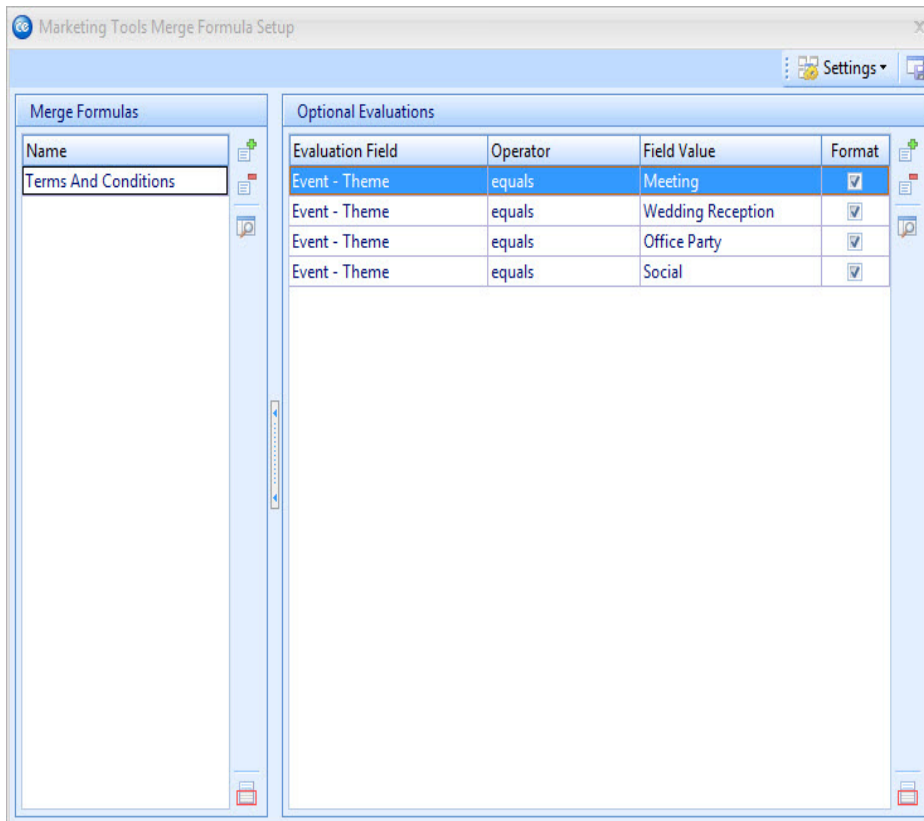 Marketing Tools Merge Formula Setup
Settings
Merge Formulas
Optional Evaluations
Name
Terms And Conditions
Evaluation Field Operator Field Value Format
Event - Theme equals Meeting
Event - Theme equals Wedding Reception
Event - Theme equals Office Party
Event - Theme equals Social